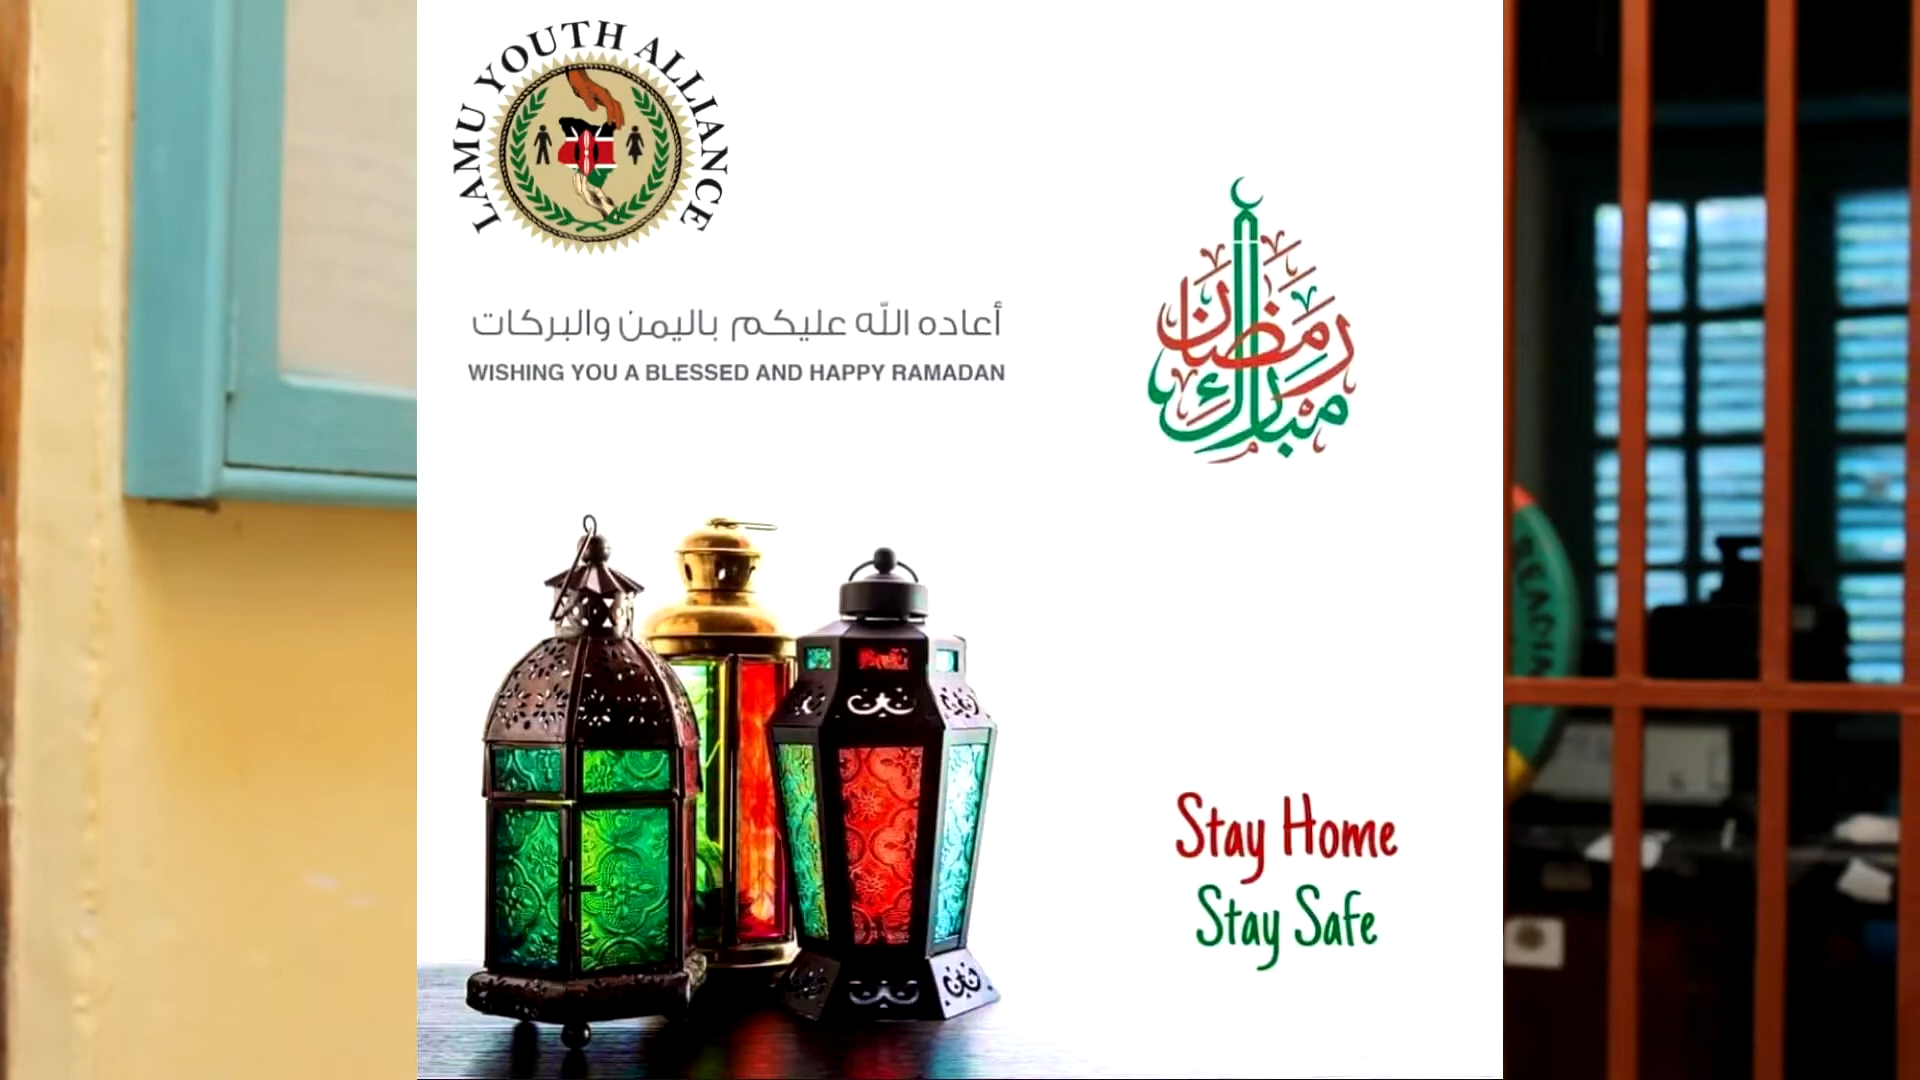 LAMU YOUTH ALLIANCE
أعاده الله عليكم باليمن والبركات
WISHING YOU A BLESSED AND HAPPY RAMADAN
رمضان
مبارك
Stay Home
Stay Safe